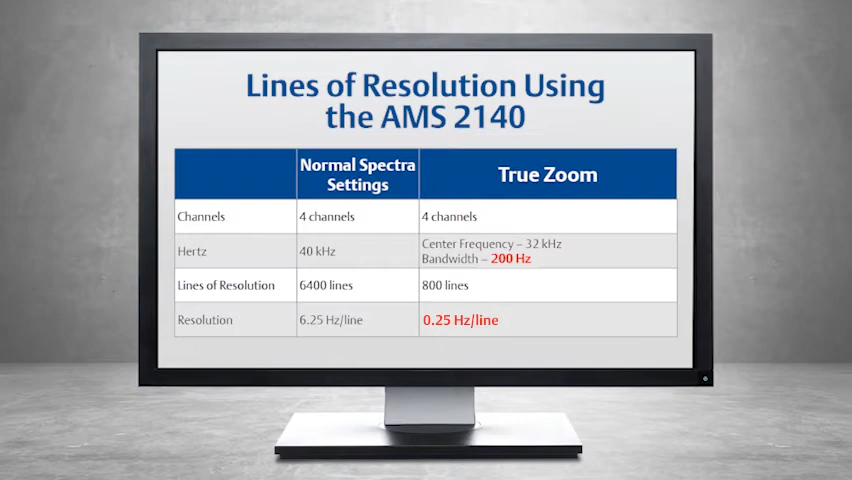 Lines of Resolution Using
the AMS 2140
Normal Spectra
Settings
True Zoom
Channels
4 channels
4 channels
Hertz
40 kHz
Center Frequency – 32 kHz
Bandwidth – 200 Hz
Lines of Resolution
6400 lines
800 lines
Resolution
6.25 Hz/line
0.25 Hz/line